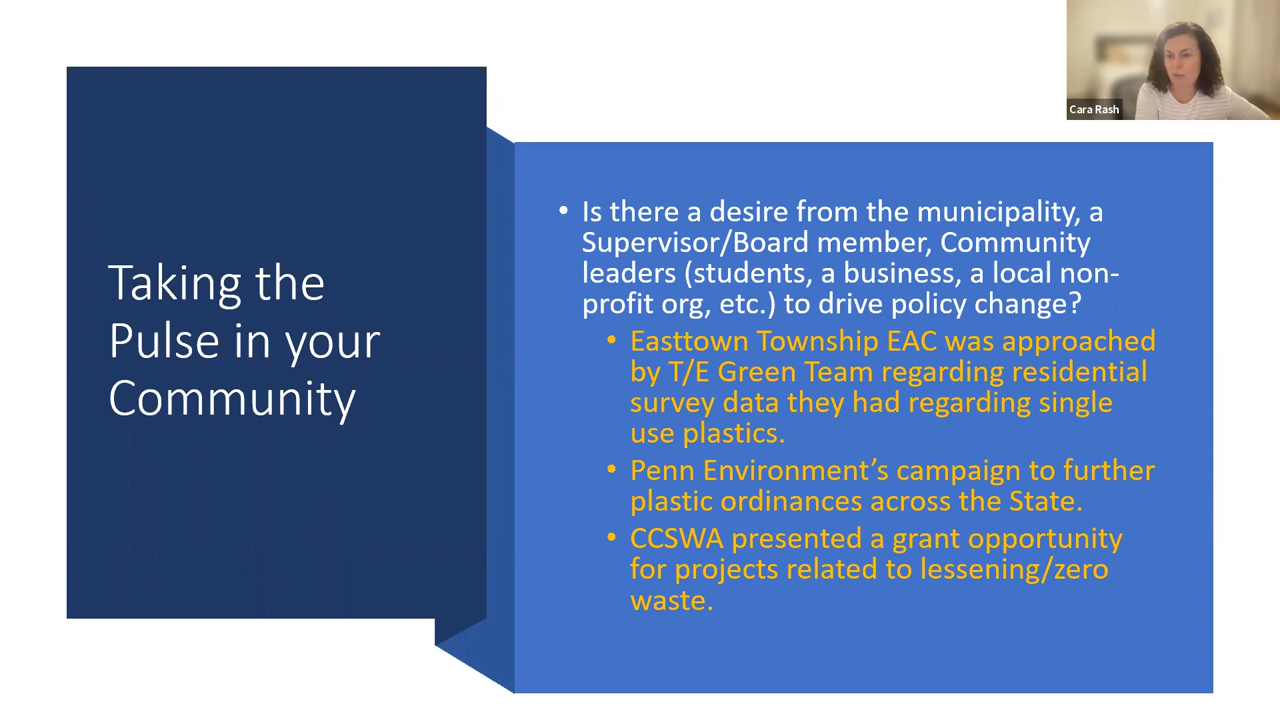 Cara Rash
Taking the
Pulse in your
Community
• Is there a desire from the municipality, a
Supervisor/Board member, Community
leaders (students, a business, a local non-
profit org, etc.) to drive policy change?
• Easttown Township EAC was approached
by T/E Green Team regarding residential
survey data they had regarding single
use plastics.
• Penn Environment’s campaign to further
plastic ordinances across the State.
• CCSWA presented a grant opportunity
for projects related to lessening/zero
waste.